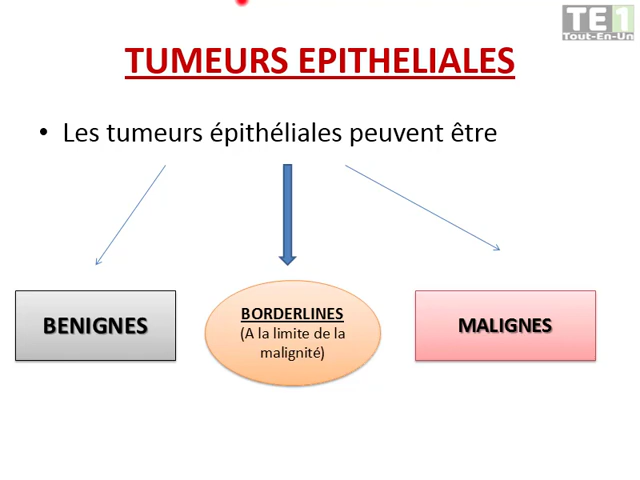 TE1
Tout-En-Un
TUMEURS EPITHELIALES
• Les tumeurs épithéliales peuvent être
BENIGNES
BORDERLINES
(A la limite de la
malignité)
MALIGNES